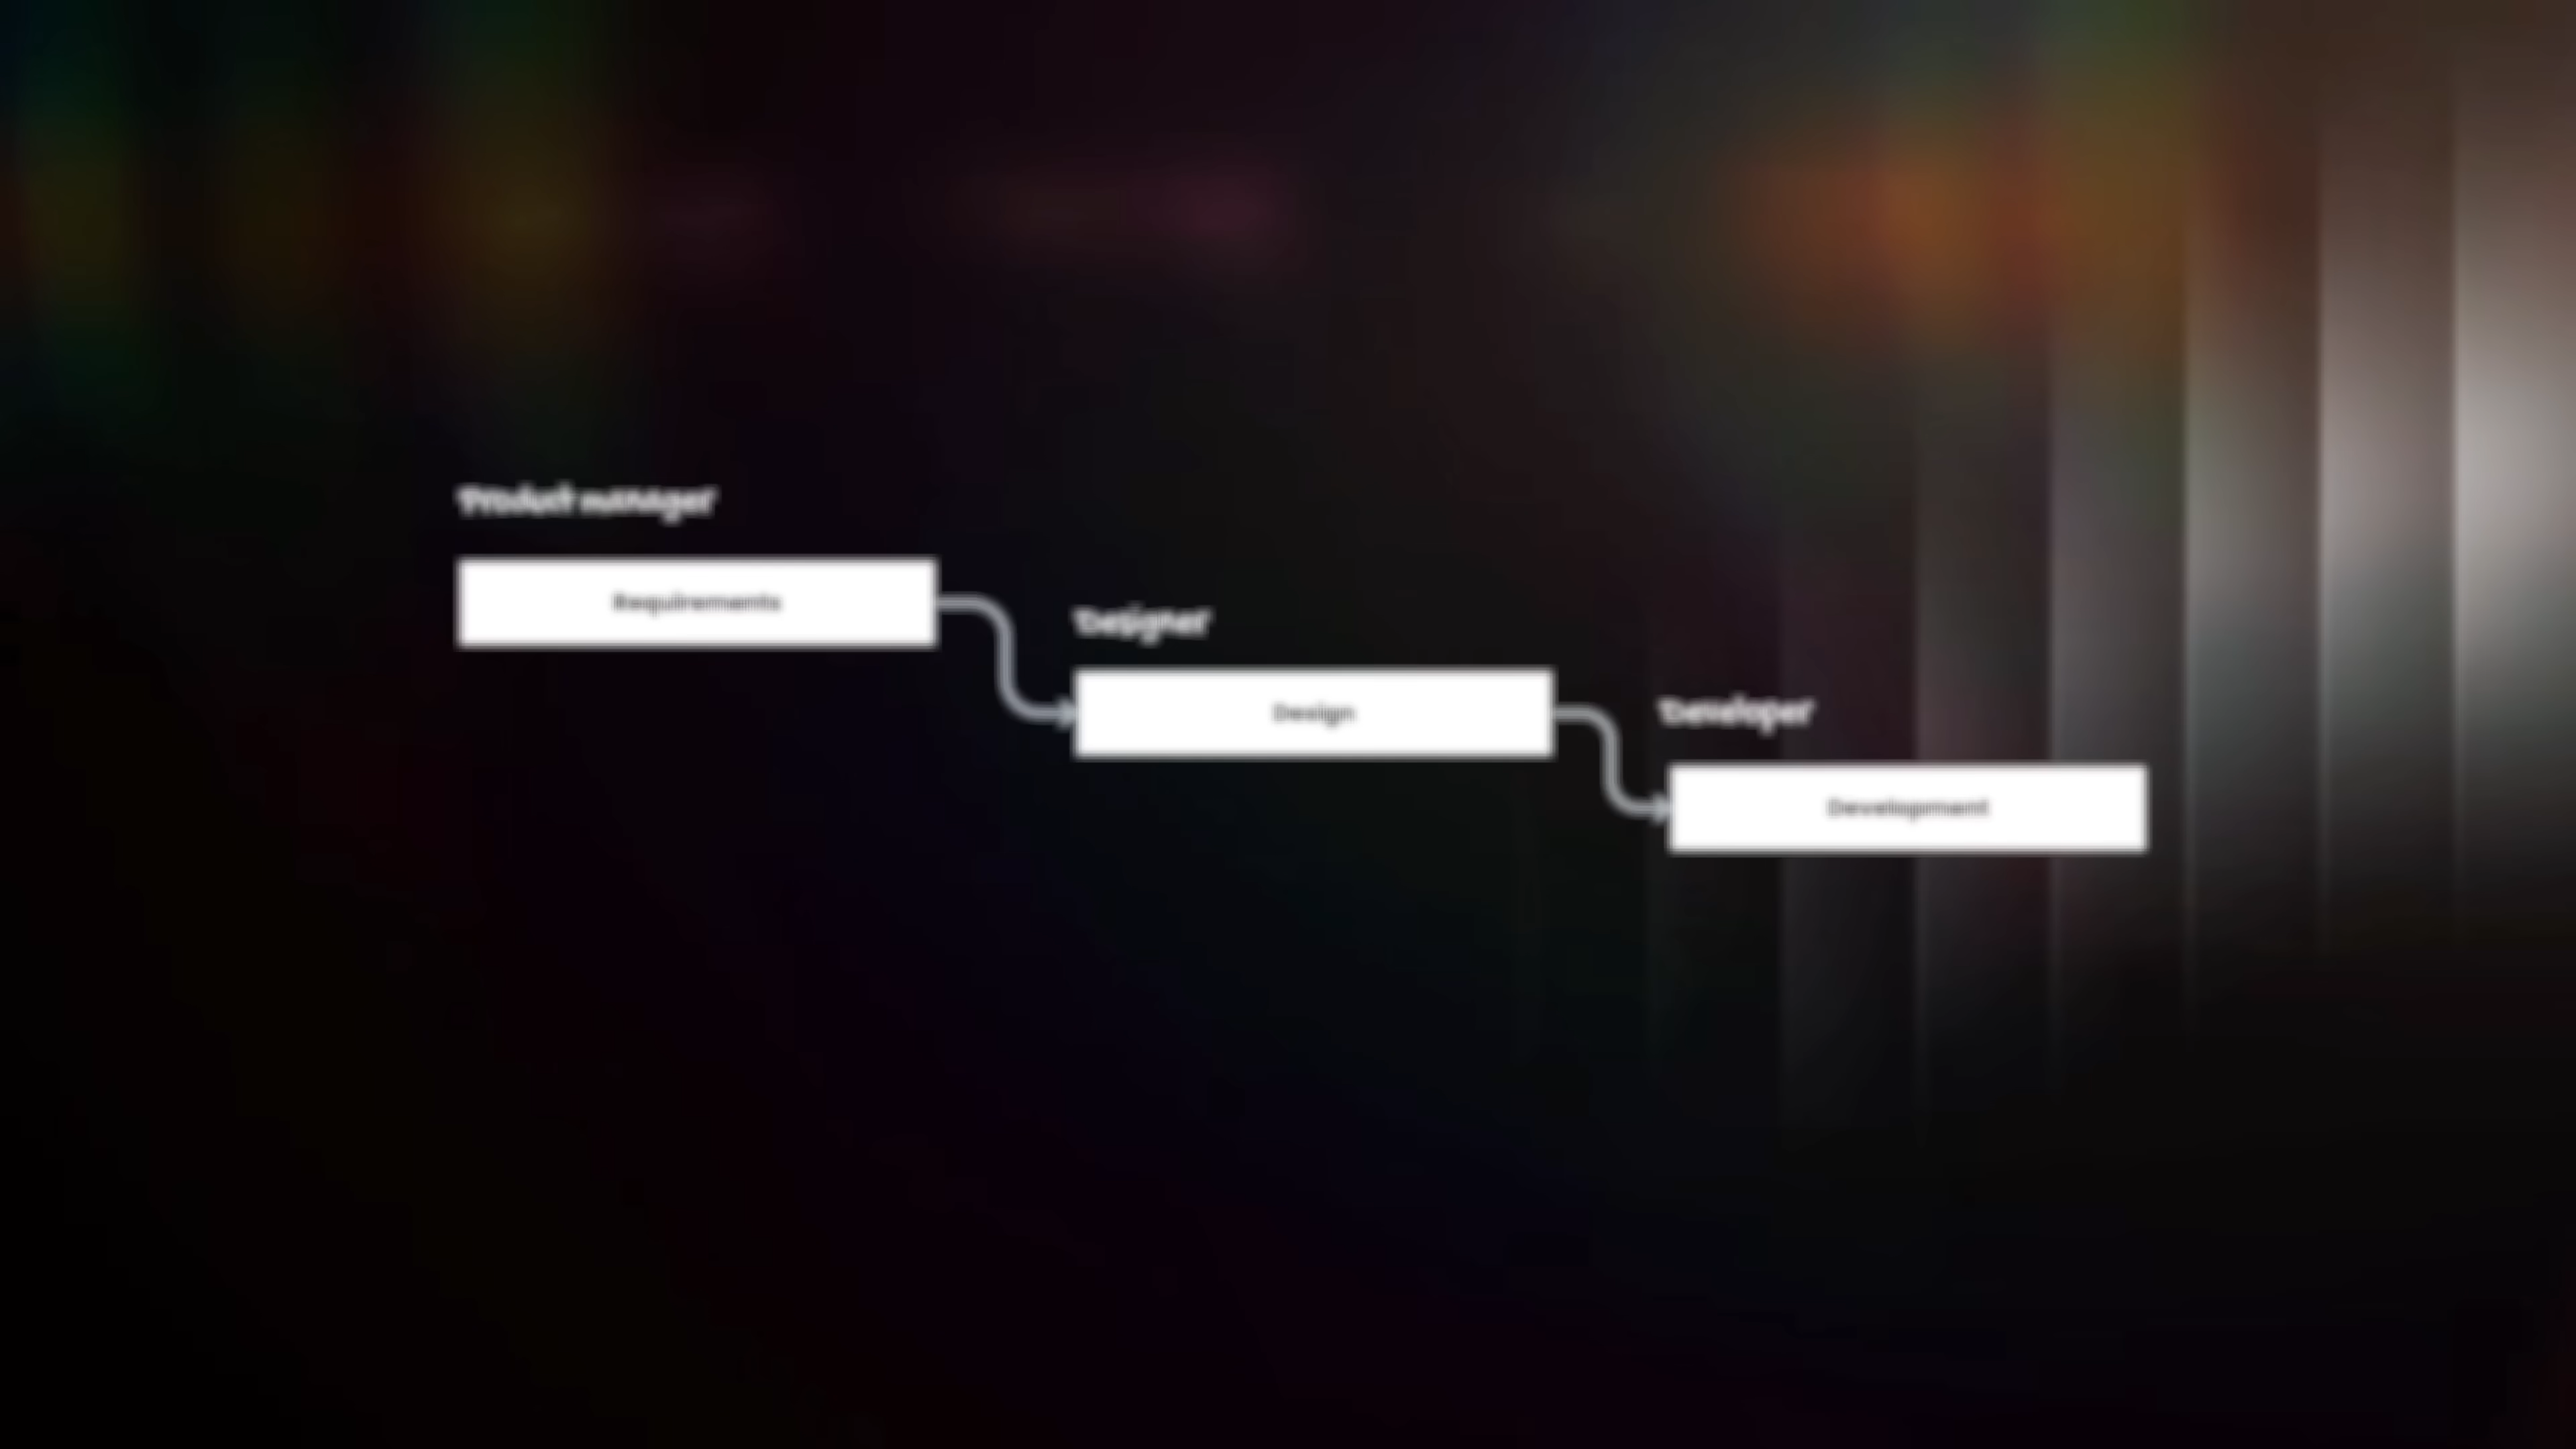 Product manager
Requirements
Designer
Design
Developer
Development